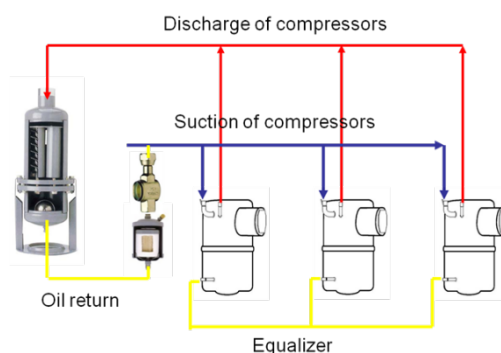 Discharge of compressors
Suction of compressors
Oil return
Equalizer